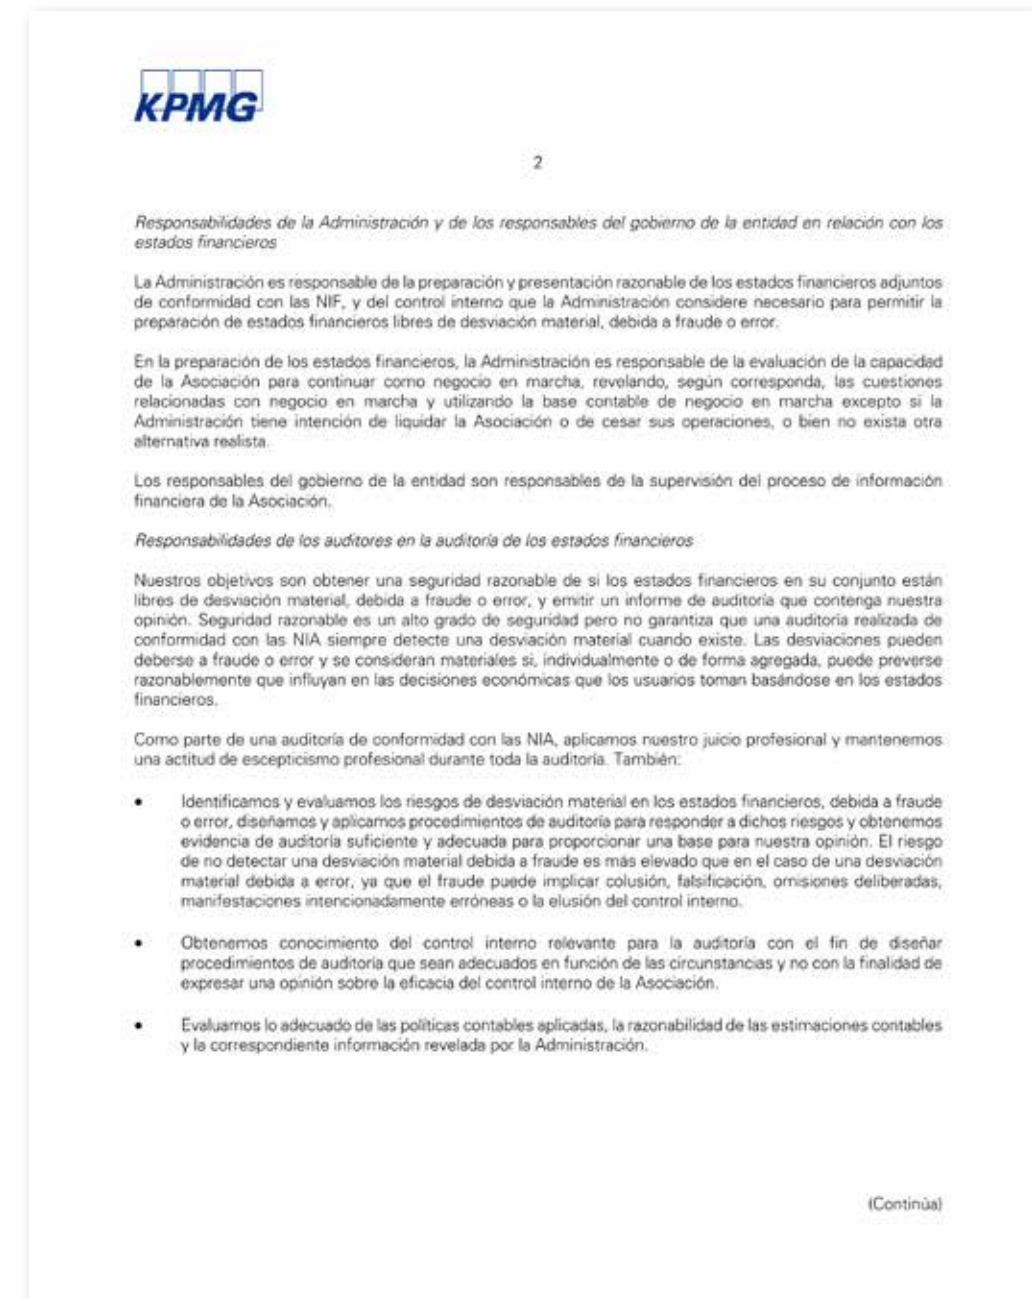 KPMG
2
Responsabilidades de la Administración y de los responsables del gobierno de la entidad en relación con los
estados financieros
La Administración es responsable de la preparación y presentación razonable de los estados financieros adjuntos
de conformidad con las NIF, y del control interno que la Administración considere necesario para permitir la
preparación de estados financieros libres de desviación material, debida a fraude o error.
En la preparación de los estados financieros, la Administración es responsable de la evaluación de la capacidad
de la Asociación para continuar como negocio en marcha, revelando, según corresponda, las cuestiones
relacionadas con negocio en marcha y utilizando la base contable de negocio en marcha excepto si la
Administración tiene intención de liquidar la Asociación o de cesar sus operaciones, o bien no exista otra
alternativa realista.
Los responsables del gobierno de la entidad son responsables de la supervisión del proceso de información
financiera de la Asociación.
Responsabilidades de los auditores en la auditoría de los estados financieros
Nuestros objetivos son obtener una seguridad razonable de si los estados financieros en su conjunto están
libres de desviación material, debida a fraude o error, y emitir un informe de auditoría que contenga nuestra
opinión. Seguridad razonable es un alto grado de seguridad pero no garantiza que una auditoría realizada de
conformidad con las NIA siempre detecte una desviación material cuando existe. Las desviaciones pueden
deberse a fraude o error y se consideran materiales si, individualmente o de forma agregada, puede preverse
razonablemente que influyan en las decisiones económicas que los usuarios toman basándose en los estados
financieros.
Como parte de una auditoría de conformidad con las NIA, aplicamos nuestro juicio profesional y mantenemos
una actitud de escepticismo profesional durante toda la auditoría. También:
• Identificamos y evaluamos los riesgos de desviación material en los estados financieros, debida a fraude
o error, diseñamos y aplicamos procedimientos de auditoría para responder a dichos riesgos y obtenemos
evidencia de auditoría suficiente y adecuada para proporcionar una base para nuestra opinión. El riesgo
de no detectar una desviación material debida a fraude es más elevado que en el caso de una desviación
material debida a error, ya que el fraude puede implicar colusión, falsificación, omisiones deliberadas,
manifestaciones intencionadamente erróneas o la elusión del control interno.
• Obtenemos conocimiento del control interno relevante para la auditoría con el fin de diseñar
procedimientos de auditoría que sean adecuados en función de las circunstancias y no con la finalidad de
expresar una opinión sobre la eficacia del control interno de la Asociación.
• Evaluamos lo adecuado de las políticas contables aplicadas, la razonabilidad de las estimaciones contables
y la correspondiente información revelada por la Administración.
(Continúa)